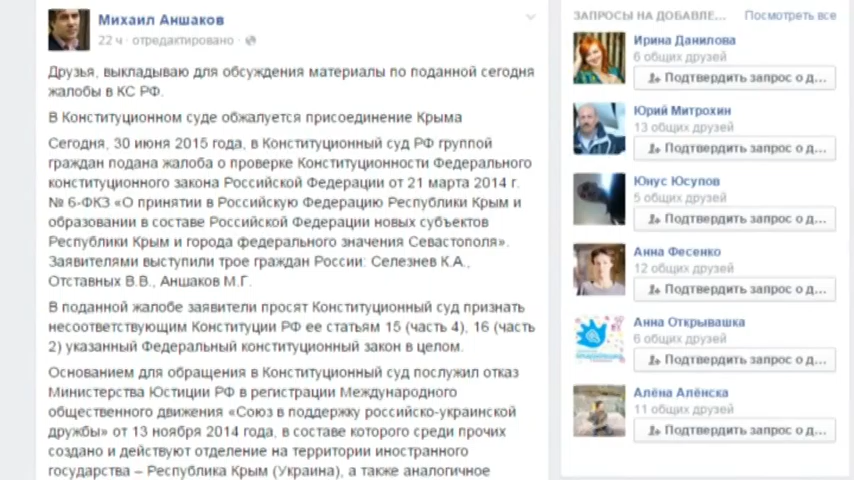 Михаил Аншаков
22 ч · отредактировано ·
Друзья, выкладываю для обсуждения материалы по поданной сегодня
жалобы в КС РФ.
В Конституционном суде обжалуется присоединение Крыма
Сегодня, 30 июня 2015 года, в Конституционный суд РФ группой
граждан подана жалоба о проверке Конституционности Федерального
конституционного закона Российской Федерации от 21 марта 2014 г.
№ 6-ФКЗ «О принятии в Российскую Федерацию Республики Крым и
образовании в составе Российской Федерации новых субъектов
Республики Крым и города федерального значения Севастополя».
Заявителями выступили трое граждан России: Селезнев К.А.,
Отставных В.В., Аншаков М.Г.
В поданной жалобе заявители просят Конституционный суд признать
несоответствующим Конституции РФ ее статьям 15 (часть 4), 16 (часть
2) указанный Федеральный конституционный закон в целом.
Основанием для обращения в Конституционный суд послужил отказ
Министерства Юстиции РФ в регистрации Международного
общественного движения «Союз в поддержку российско-украинской
дружбы» от 13 ноября 2014 года, в составе которого среди прочих
создано и действуют отделение на территории иностранного
государства – Республика Крым (Украина), а также аналогичное
ЗАПРОСЫ НА ДОБАВЛЕ... Посмотреть все
Ирина Данилова
6 общих друзей
Подтвердить запрос о д...
Юрий Митрохин
13 общих друзей
Подтвердить запрос о д...
Юнус Юсупов
5 общих друзей
Подтвердить запрос о д...
Анна Фесенко
12 общих друзей
Подтвердить запрос о д...
Анна Открывашка
6 общих друзей
Подтвердить запрос о д...
Алёна Алёнска
11 общих друзей
Подтвердить запрос о д...